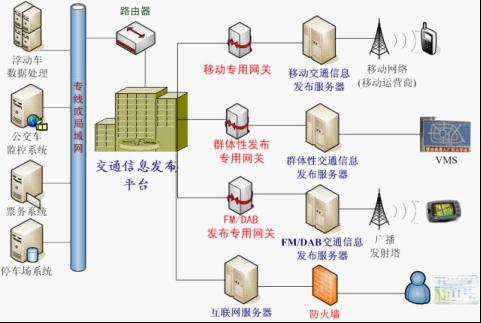 路由器
浮动车
数据处理
专线或局域网
移动专用网关
移动交通信息
发布服务器
移动网络
(移动运营商)
公交车
监控系统
交通信息发布
平台
群体性发布
专用网关
群体性交通信息
发布服务器
VMS
票务系统
FM/DAB
发布专用网关
FM/DAB交通信息
发布服务器
广播
发射塔
停车场系统
互联网服务器
防火墙